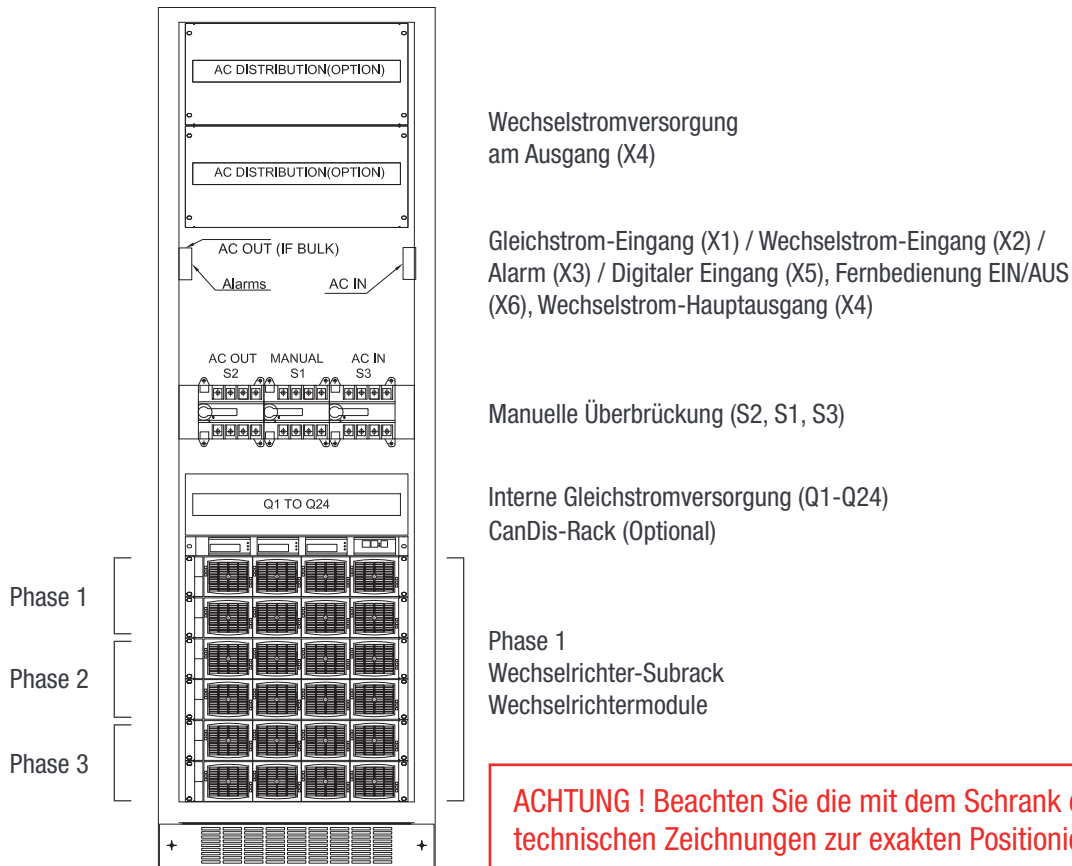 AC DISTRIBUTION(OPTION)
AC DISTRIBUTION(OPTION)
Wechselstromversorgung
am Ausgang (X4)
AC OUT (IF BULK)
Alarms
AC IN
Gleichstrom-Eingang (X1) / Wechselstrom-Eingang (X2) /
Alarm (X3) / Digitaler Eingang (X5), Fernbedienung EIN/AUS
(X6), Wechselstrom-Hauptausgang (X4)
AC OUT MANUAL AC IN
S2 S1 S3
Manuelle Überbrückung (S2, S1, S3)
Q1 TO Q24
Interne Gleichstromversorgung (Q1-Q24)
CanDis-Rack (Optional)
Phase 1
Phase 2
Phase 3
Phase 1
Wechselrichter-Subrack
Wechselrichtermodule
ACHTUNG ! Beachten Sie die mit dem Schrank
technischen Zeichnungen zur exakten